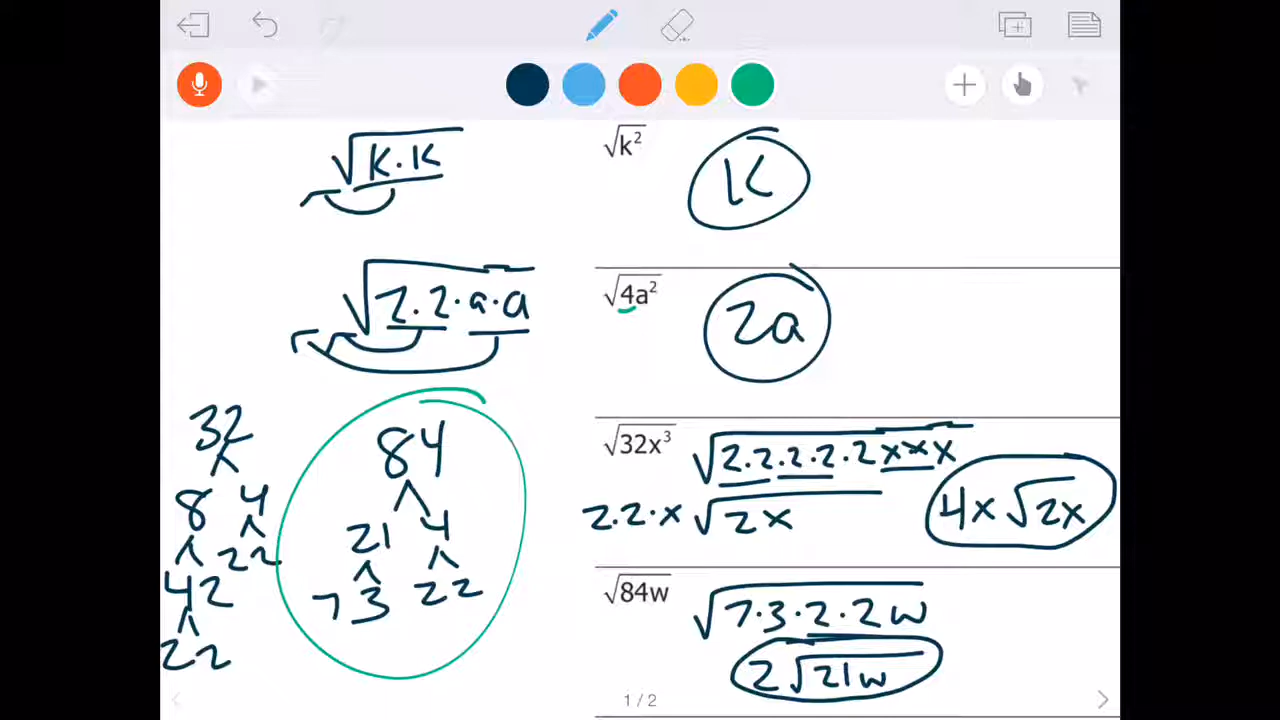 √k·k
√k²
k
√2·2·a·a
√4a²
2a
32
8 4
4 2 2 2
2 2
84
21 4
7 3 2 2
√32x³
√2·2·2·2·2xxx
2·2·x √2x
4x√2x
√84w
√7·3·2·2w
2√21w
1 / 2